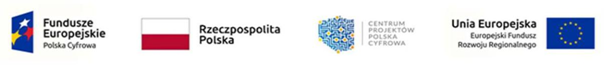 Fundusze
Europejskie
Polska Cyfrowa
Rzeczpospolita
Polska
CENTRUM
PROJEKTÓW
POLSKA
CYFROWA
Unia Europejska
Europejski Fundusz
Rozwoju Regionalnego